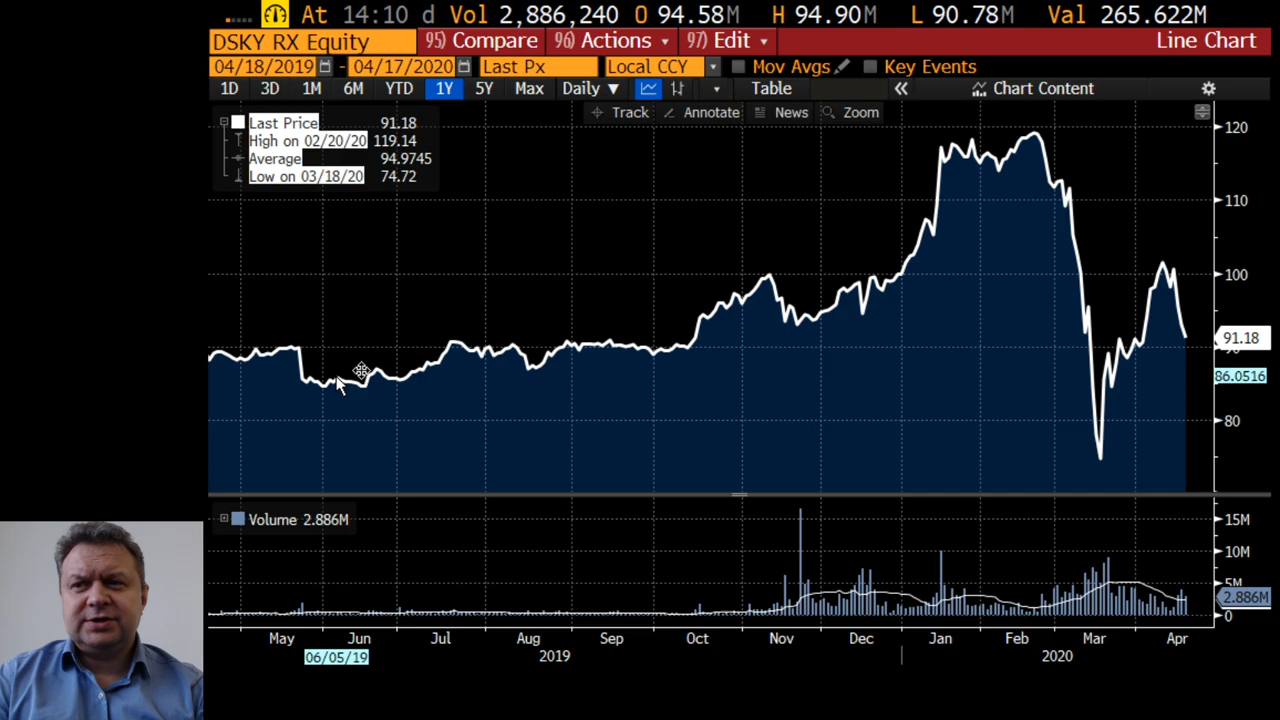 At 14:10 d Vol 2,886,240 O 94.58M H 94.90M L 90.78M Val 265.622M
DSKY RX Equity 95) Compare 96) Actions 97) Edit Line Chart
04/18/2019 - 04/17/2020 Last Px Local CCY Mov Avgs Key Events
1D 3D 1M 6M YTD 1Y 5Y Max Daily ▼ Table « Chart Content
Track Annotate News Zoom
Last Price 91.18
High on 02/20/20 119.14
Average 94.9745
Low on 03/18/20 74.72
120
110
100
91.18
86.0516
80
Volume 2.886M
15M
10M
5M
2.886M
0
May Jun Jul Aug Sep Oct Nov Dec Jan Feb Mar Apr
06/05/19 2019 2020